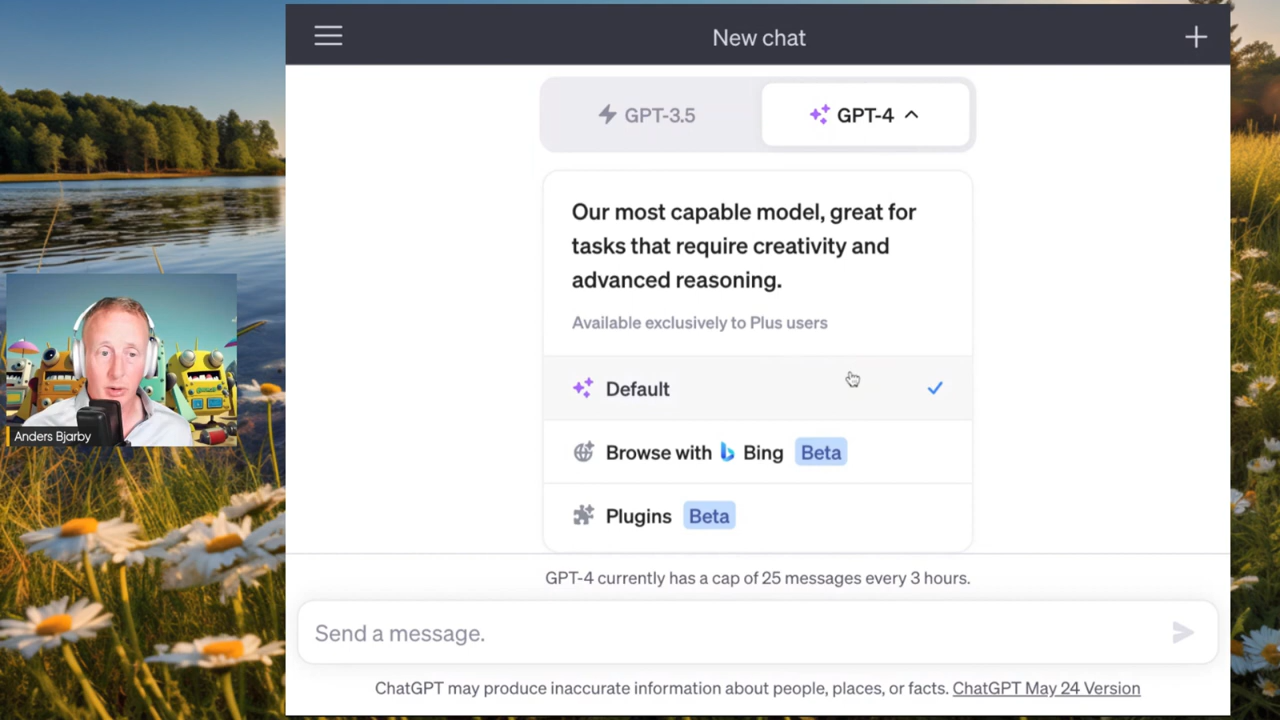 New chat
GPT-3.5
GPT-4
Our most capable model, great for
tasks that require creativity and
advanced reasoning.
Available exclusively to Plus users
Default
Browse with Bing Beta
Plugins Beta
Anders Bjarby
GPT-4 currently has a cap of 25 messages every 3 hours.
Send a message.
ChatGPT may produce inaccurate information about people, places, or facts. ChatGPT May 24 Version